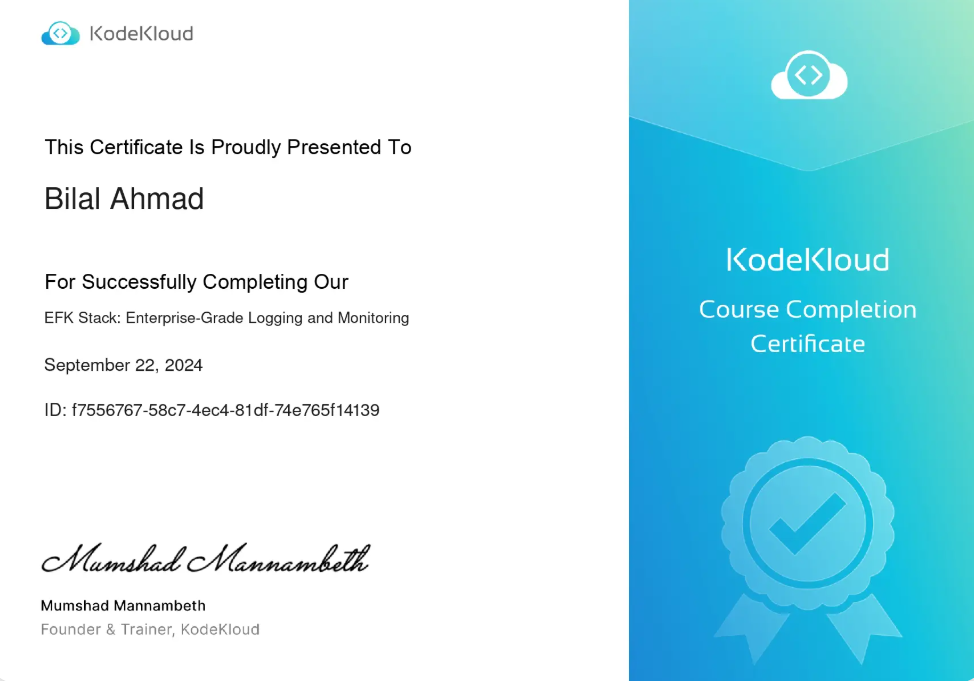 KodeKloud
This Certificate Is Proudly Presented To
Bilal Ahmad
For Successfully Completing Our
EFK Stack: Enterprise-Grade Logging and Monitoring
September 22, 2024
ID: f7556767-58c7-4ec4-81df-74e765f14139
Mumshad Mannambeth
Mumshad Mannambeth
Founder & Trainer, KodeKloud
KodeKloud
Course Completion
Certificate